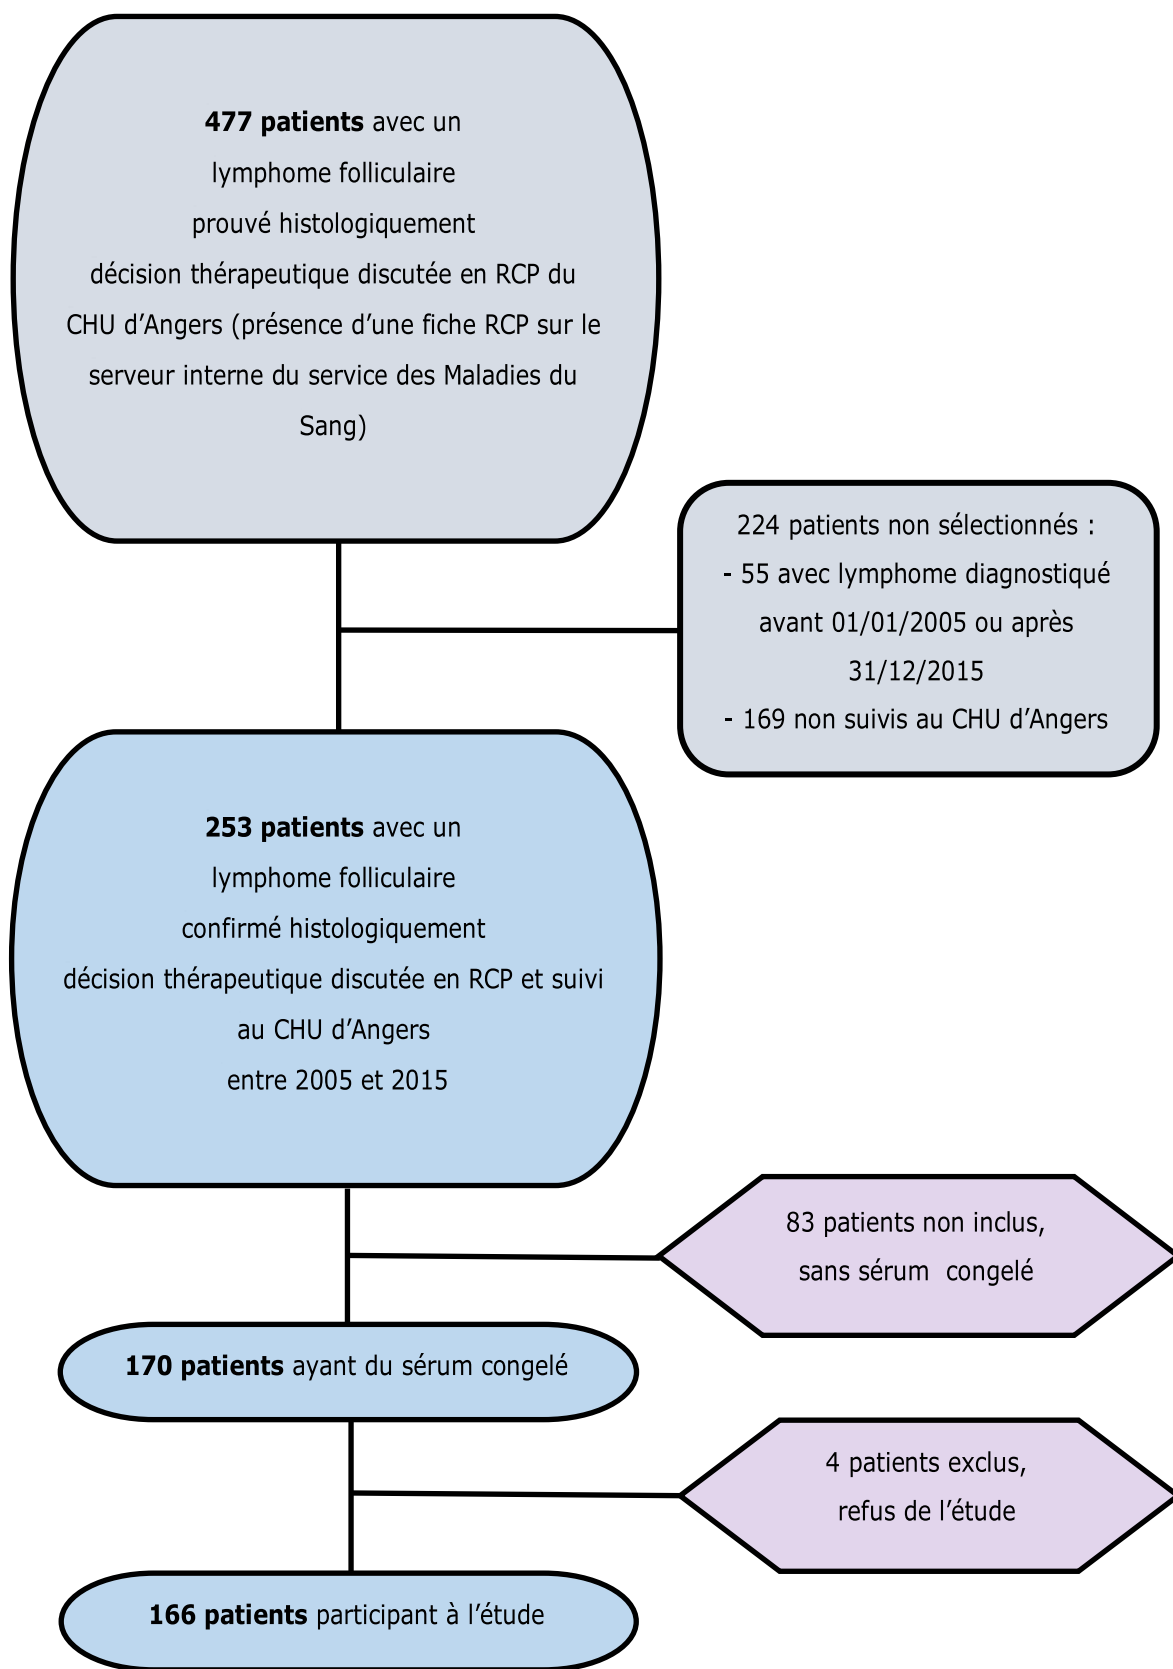 477 patients avec un
lymphome folliculaire
prouvé histologiquement
décision thérapeutique discutée en RCP du
CHU d’Angers (présence d’une fiche RCP sur le
serveur interne du service des Maladies du
Sang)
224 patients non sélectionnés :
- 55 avec lymphome diagnostiqué
avant 01/01/2005 ou après
31/12/2015
- 169 non suivis au CHU d’Angers
253 patients avec un
lymphome folliculaire
confirmé histologiquement
décision thérapeutique discutée en RCP et suivi
au CHU d’Angers
entre 2005 et 2015
83 patients non inclus,
sans sérum congelé
170 patients ayant du sérum congelé
4 patients exclus,
refus de l’étude
166 patients participant à l’étude